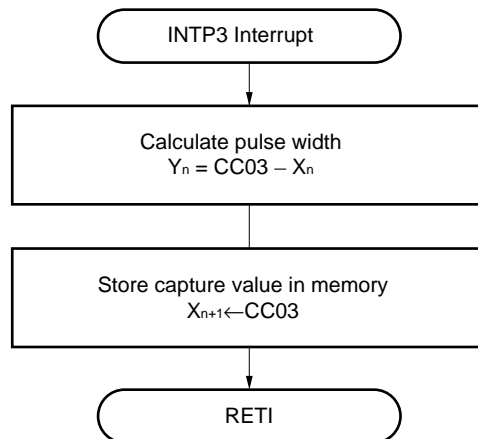 INTP3 Interrupt
Calculate pulse width
Yn = CC03 – Xn
Store capture value in memory
Xn+1←CC03
RETI